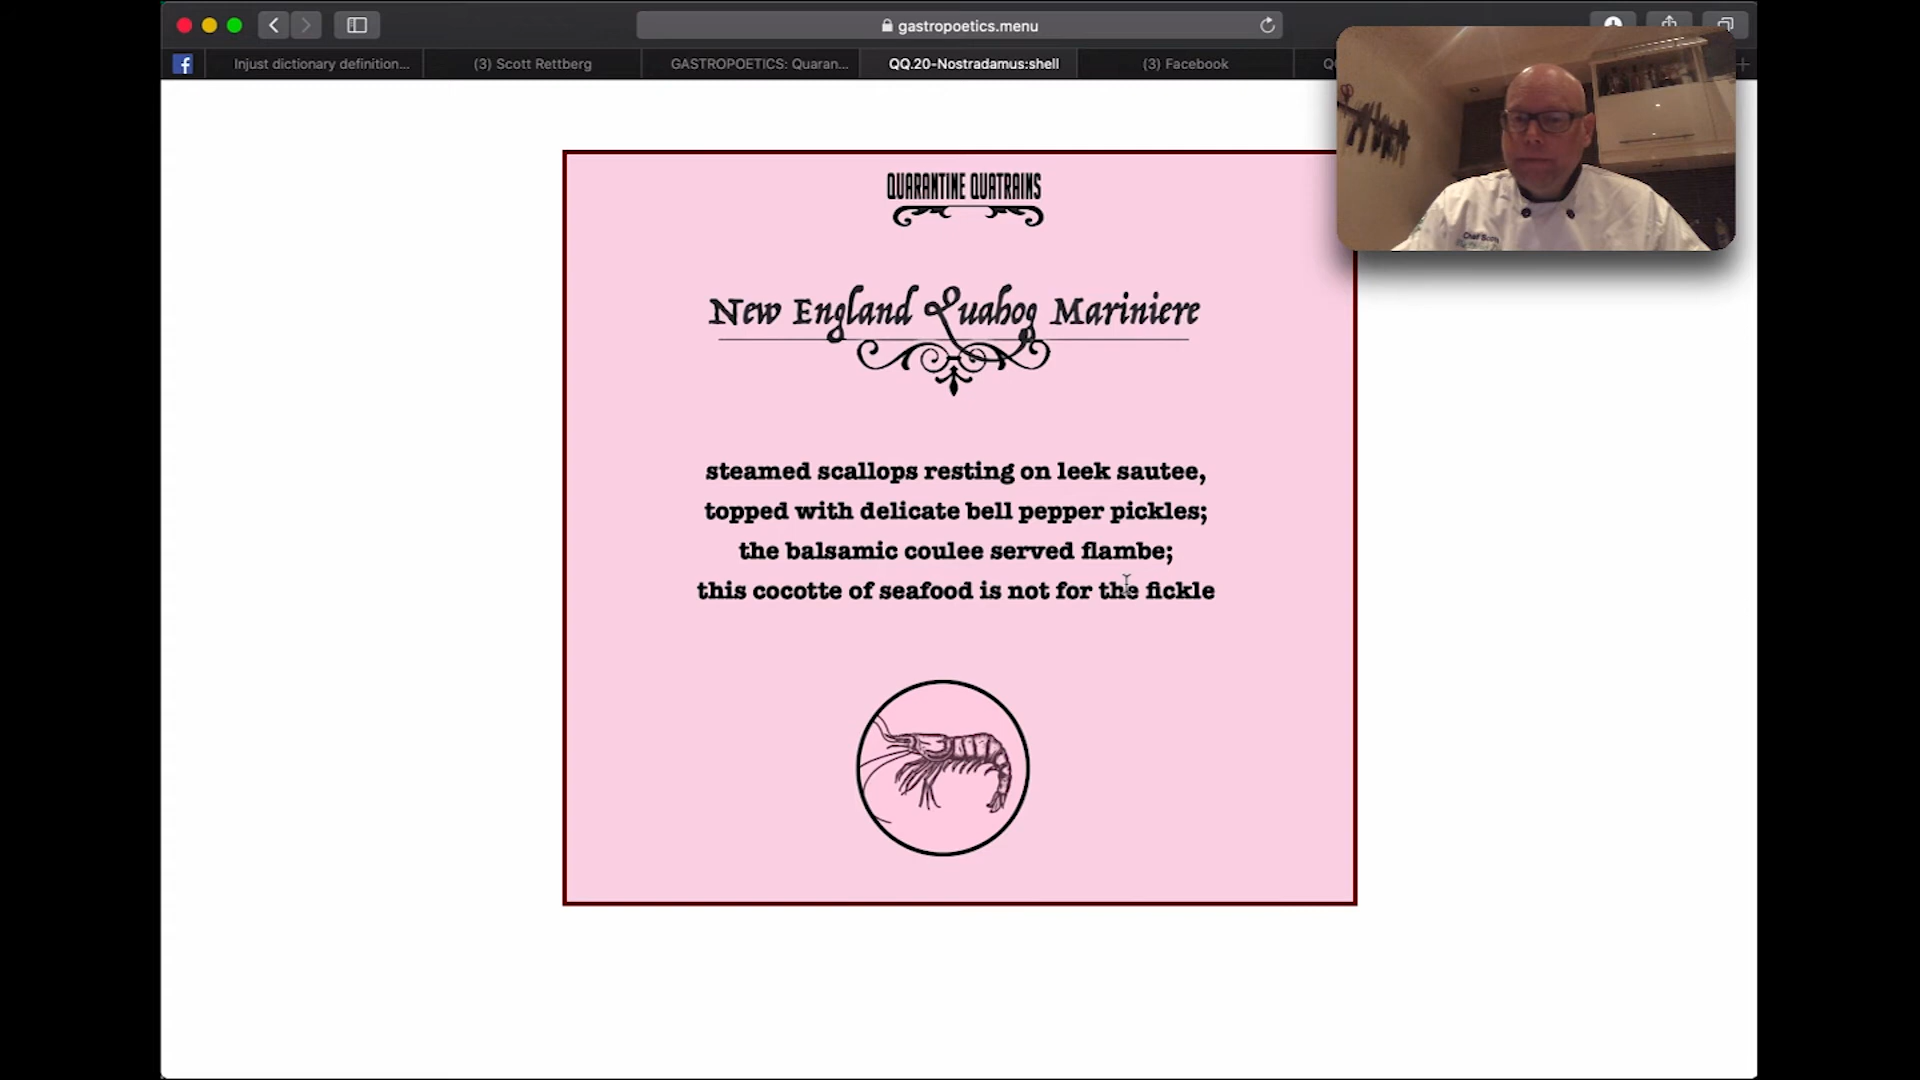 gastropoetics.menu
Injust dictionary definition...
(3) Scott Rettberg
GASTROPOETICS: Quaran...
QQ.20-Nostradamus:shell
(3) Facebook
QUARANTINE QUATRAINS
New England Quahog Mariniere
steamed scallops resting on leek sautee,
topped with delicate bell pepper pickles;
the balsamic coulee served flambe;
this cocotte of seafood is not for the fickle